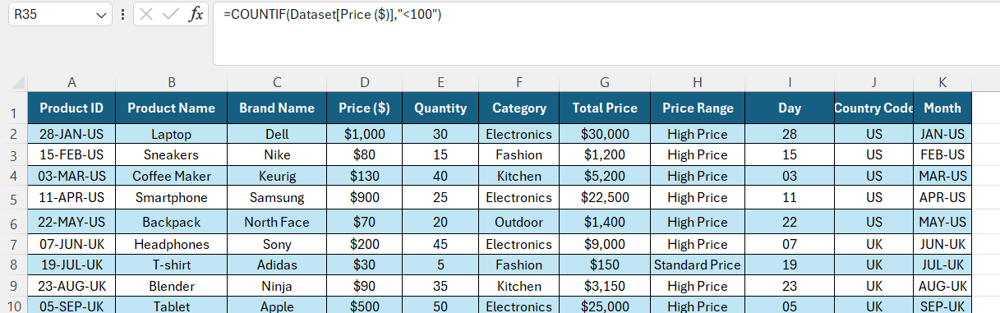 R35 fx =COUNTIF(Dataset[Price ($)],"<100")
A B C D E F G H I J K
1 Product ID Product Name Brand Name Price ($) Quantity Category Total Price Price Range Day Country Code Month
2 28-JAN-US Laptop Dell $1,000 30 Electronics $30,000 High Price 28 US JAN-US
3 15-FEB-US Sneakers Nike $80 15 Fashion $1,200 High Price 15 US FEB-US
4 03-MAR-US Coffee Maker Keurig $130 40 Kitchen $5,200 High Price 03 US MAR-US
5 11-APR-US Smartphone Samsung $900 25 Electronics $22,500 High Price 11 US APR-US
6 22-MAY-US Backpack North Face $70 20 Outdoor $1,400 High Price 22 US MAY-US
7 07-JUN-UK Headphones Sony $200 45 Electronics $9,000 High Price 07 UK JUN-UK
8 19-JUL-UK T-shirt Adidas $30 5 Fashion $150 Standard Price 19 UK JUL-UK
9 23-AUG-UK Blender Ninja $90 35 Kitchen $3,150 High Price 23 UK AUG-UK
10 05-SEP-UK Tablet Apple $500 50 Electronics $25,000 High Price 05 UK SEP-UK